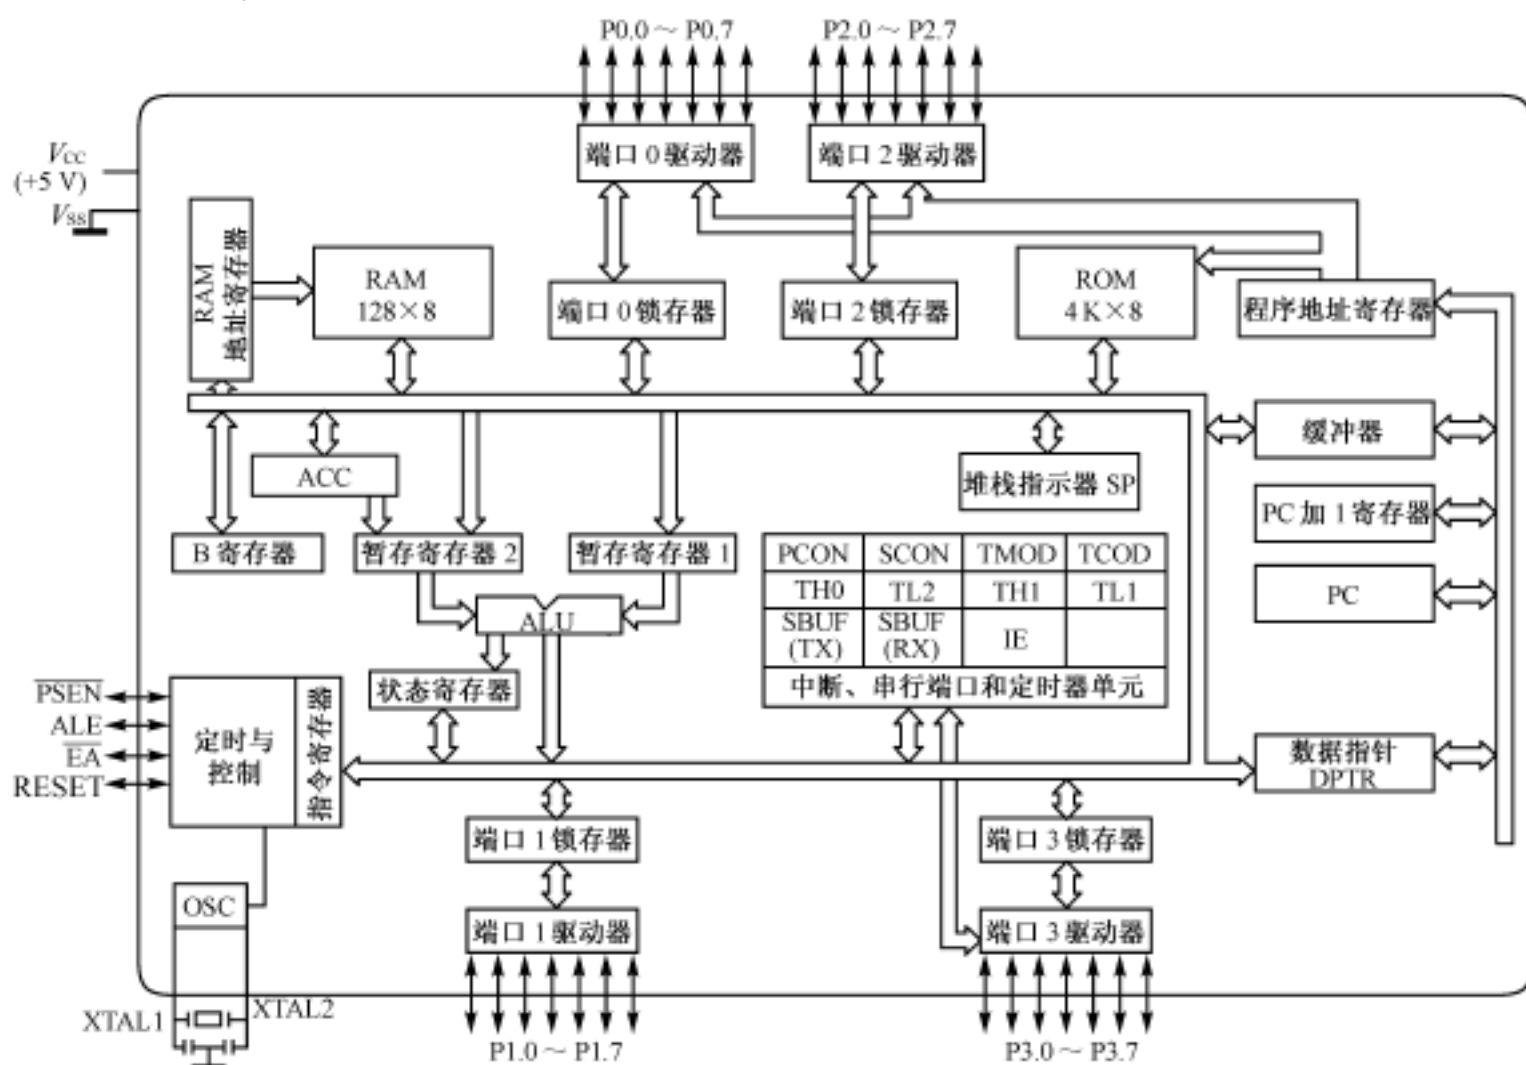 P0.0～P0.7
P2.0～P2.7
端口 0 驱动器
端口 2 驱动器
VCC
(+5 V)
VSS
RAM
地址寄存器
RAM
128×8
端口 0 锁存器
端口 2 锁存器
ROM
4 K×8
程序地址寄存器
缓冲器
ACC
堆栈指示器 SP
PC 加 1 寄存器
B 寄存器
暂存寄存器 2
暂存寄存器 1
PCON
SCON
TMOD
TCOD
TH0
TL2
TH1
TL1
PC
ALU
SBUF
(TX)
SBUF
(RX)
IE
状态寄存器
中断、串行端口和定时器单元
PSEN
ALE
EA
RESET
定时与
控制
指令寄存器
数据指针
DPTR
端口 1 锁存器
端口 3 锁存器
OSC
端口 1 驱动器
端口 3 驱动器
XTAL1
XTAL2
P1.0～P1.7
P3.0～P3.7